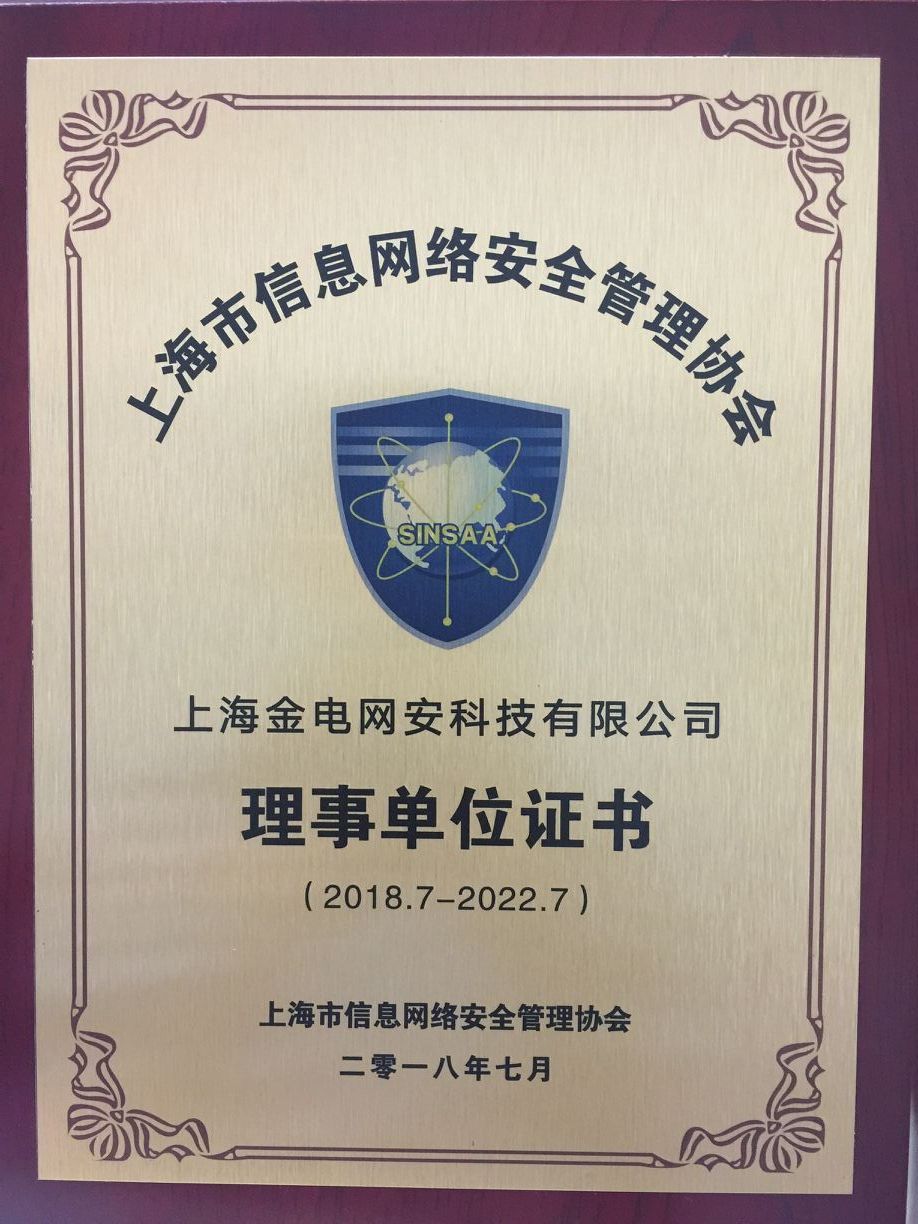 上海市信息网络安全管理协会
SINSAA
上海金电网安科技有限公司
理事单位证书
（2018.7-2022.7）
上海市信息网络安全管理协会
二零一八年七月